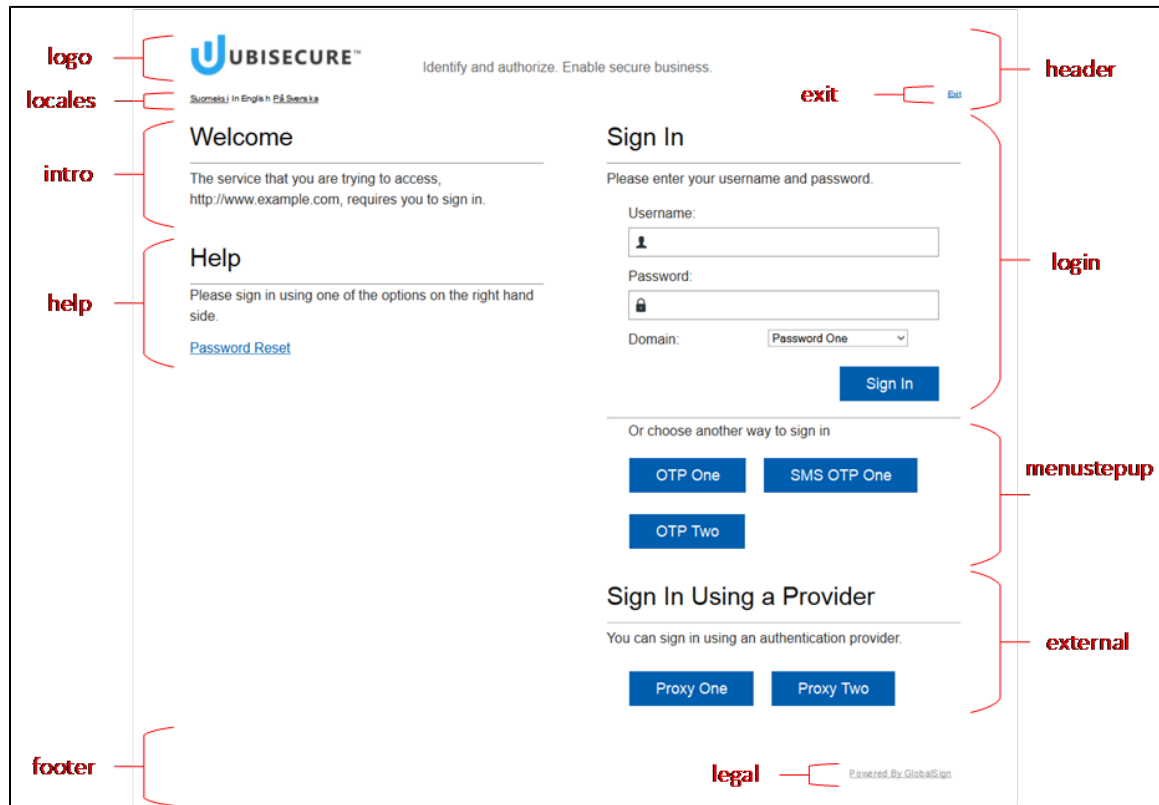 logo
UBISECURE™
Identify and authorize. Enable secure business.
header
locales
Suomeksi In English På Svenska
exit
Exit
intro
Welcome
The service that you are trying to access,
http://www.example.com, requires you to sign in.
help
Help
Please sign in using one of the options on the right hand
side.
Password Reset
Sign In
Please enter your username and password.
Username:
Password:
Domain:
Password One
Sign In
login
Or choose another way to sign in
OTP One
SMS OTP One
OTP Two
menustepup
Sign In Using a Provider
You can sign in using an authentication provider.
Proxy One
Proxy Two
external
footer
legal
Powered By GlobalSign